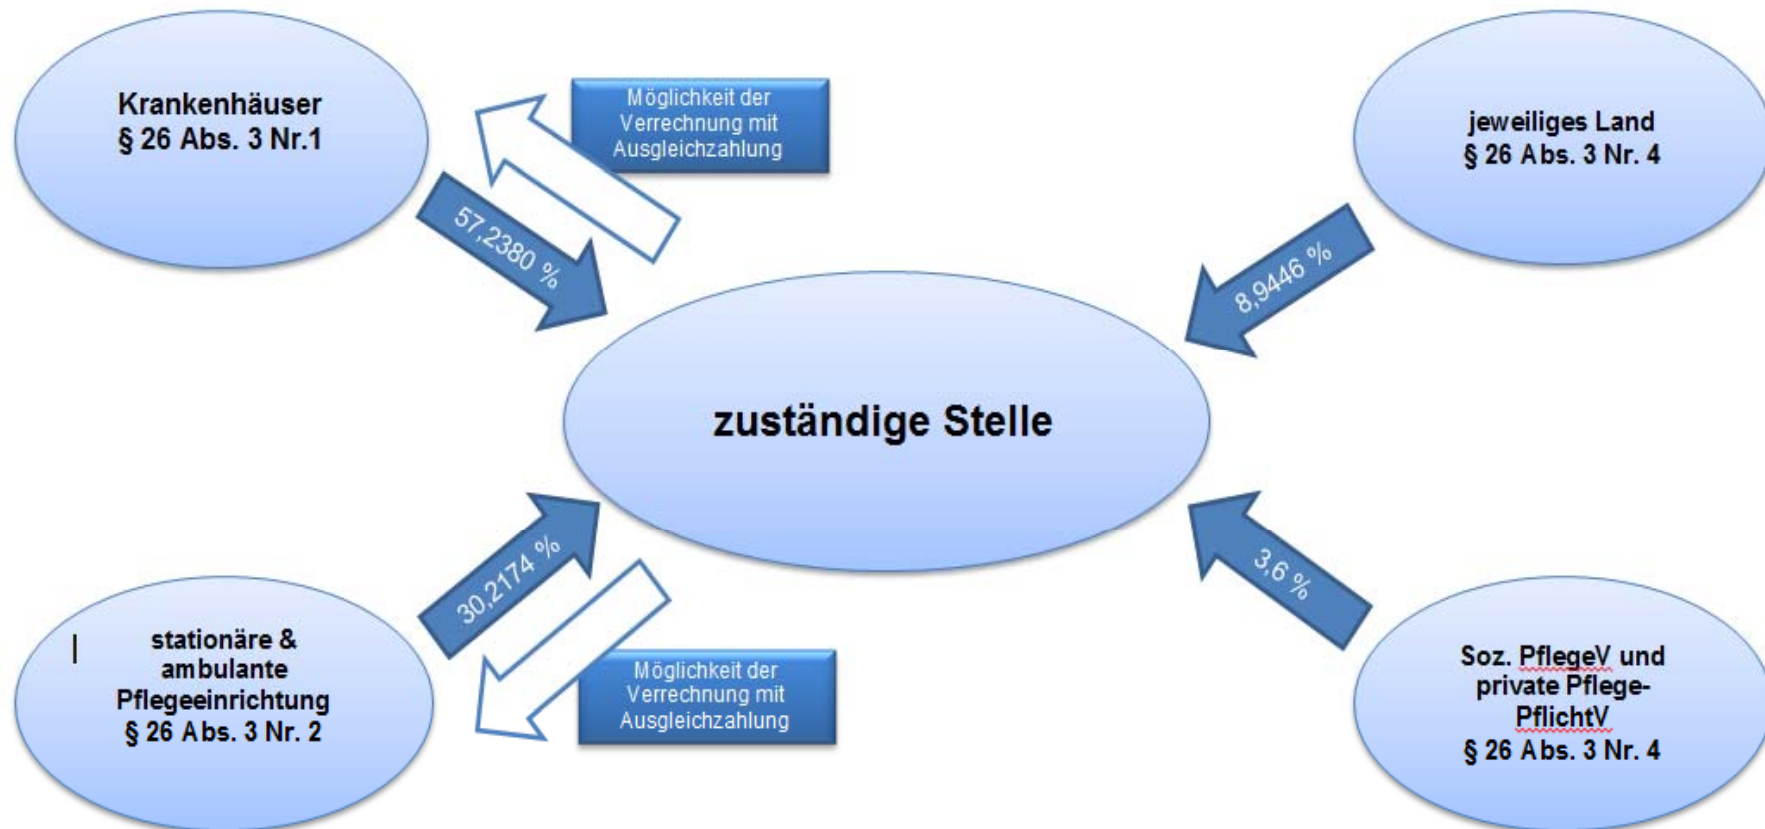 Krankenhäuser
§ 26 Abs. 3 Nr.1
Möglichkeit der
Verrechnung mit
Ausgleichzahlung
jeweiliges Land
§ 26 Abs. 3 Nr. 4
57,2380 %
8,9446 %
zuständige Stelle
30,2174 %
3,6 %
stationäre &
ambulante
Pflegeeinrichtung
§ 26 Abs. 3 Nr. 2
Möglichkeit der
Verrechnung mit
Ausgleichzahlung
Soz. PflegeV und
private Pflege-
PflichtV
§ 26 Abs. 3 Nr. 4